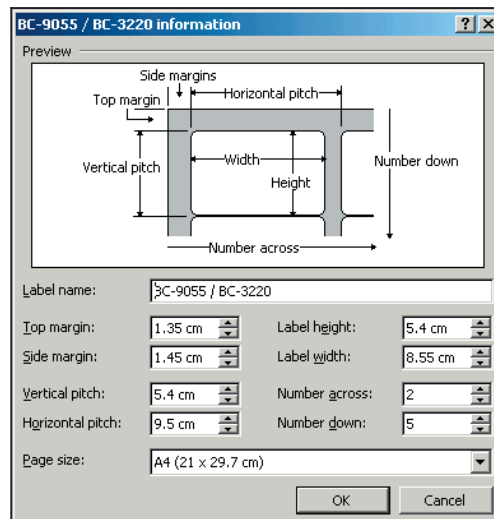 BC-9055 / BC-3220 information
Preview
Side margins
Top margin
Horizontal pitch
Vertical pitch
Width
Height
Number down
Number across
Label name: BC-9055 / BC-3220
Top margin: 1.35 cm Label height: 5.4 cm
Side margin: 1.45 cm Label width: 8.55 cm
Vertical pitch: 5.4 cm Number across: 2
Horizontal pitch: 9.5 cm Number down: 5
Page size: A4 (21 x 29.7 cm)
OK Cancel